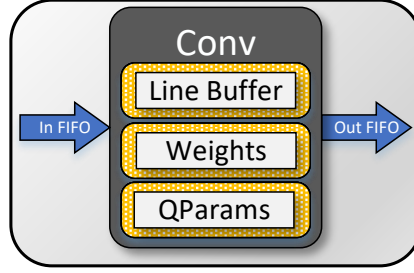 Conv
Line Buffer
In FIFO
Weights
Out FIFO
QParams